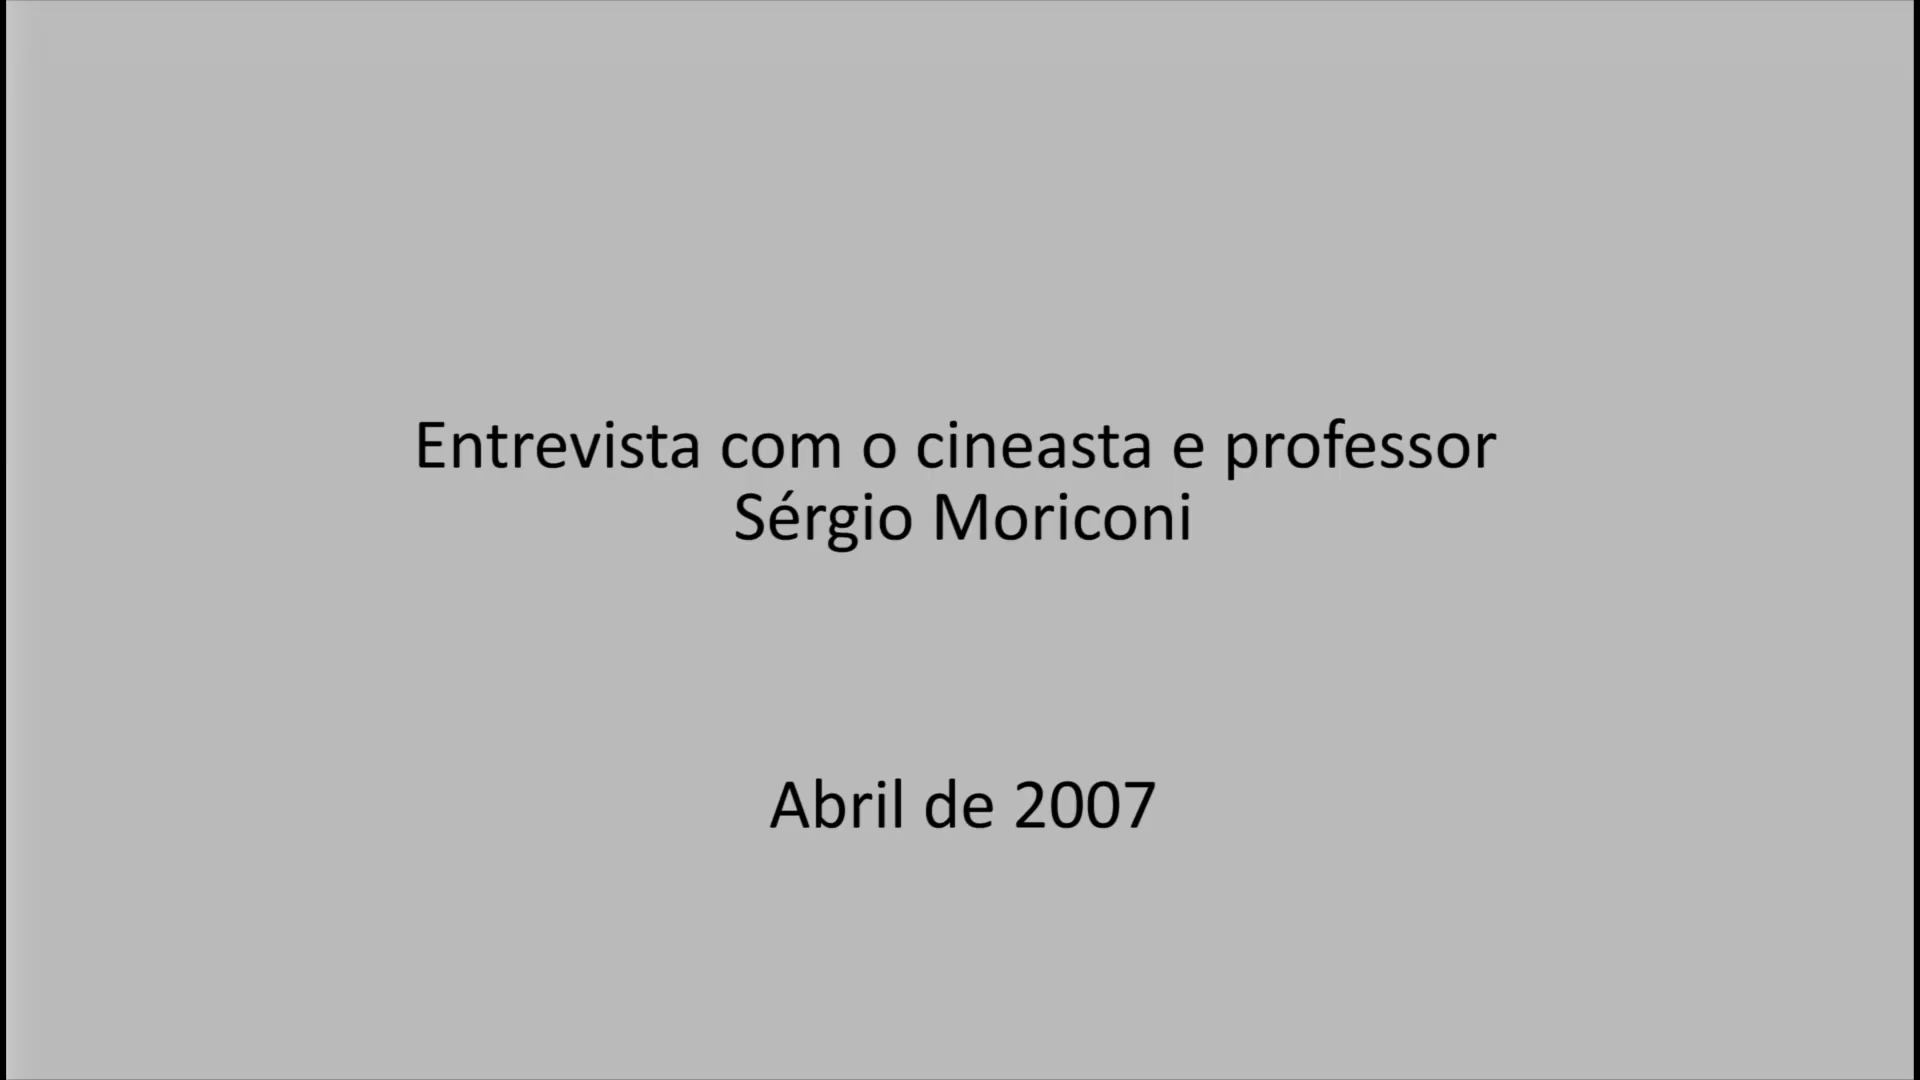 Entrevista com o cineasta e professor
Sérgio Moriconi
Abril de 2007